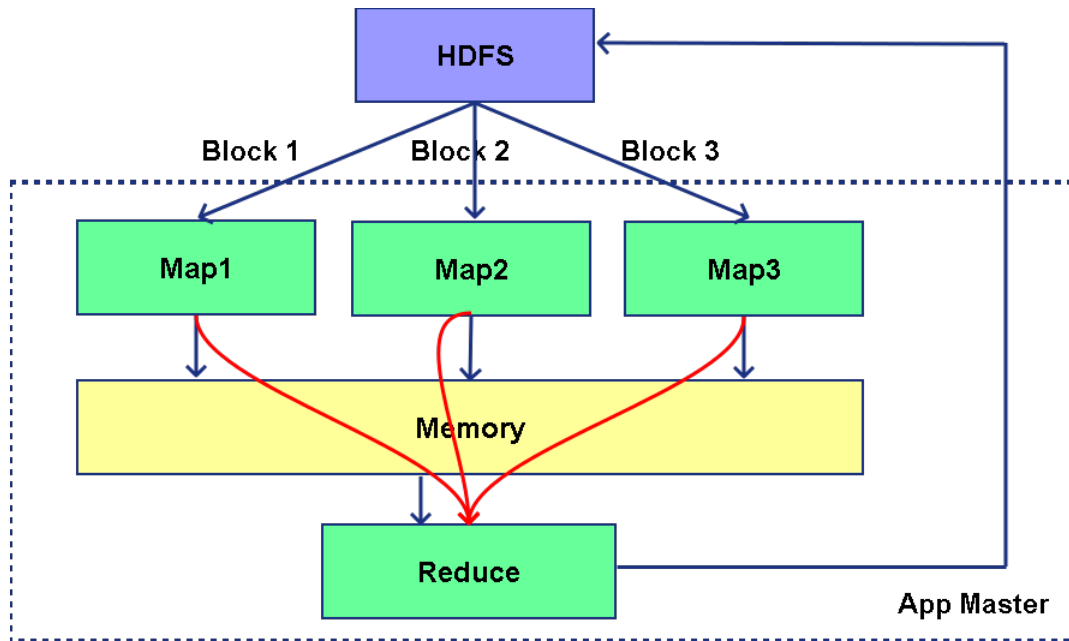 HDFS
Block 1
Block 2
Block 3
Map1
Map2
Map3
Memory
Reduce
App Master